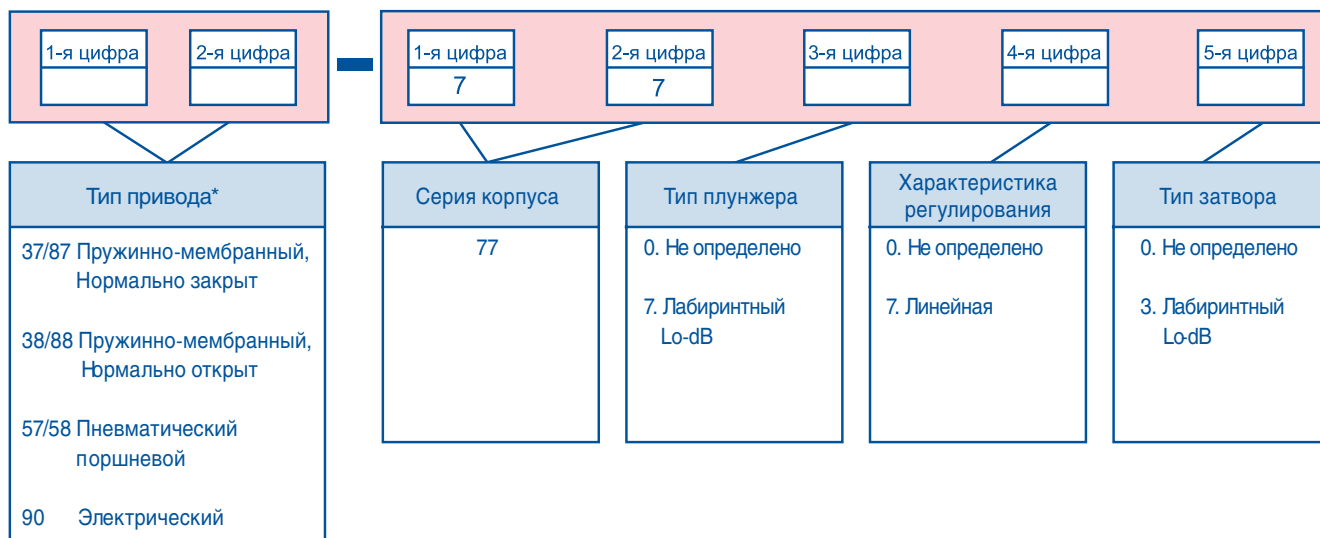 1-я цифра 2-я цифра 1-я цифра 2-я цифра 3-я цифра 4-я цифра 5-я цифра
7 7
Тип привода*
37/87 Пружинно-мембранный,
Нормально закрыт
38/88 Пружинно-мембранный,
Нормально открыт
57/58 Пневматический
поршневой
90 Электрический
Серия корпуса
77
Тип плунжера
0. Не определено
7. Лабиринтный
Lo-dB
Характеристика
регулирования
0. Не определено
7. Линейная
Тип затвора
0. Не определено
3. Лабиринтный
Lo-dB